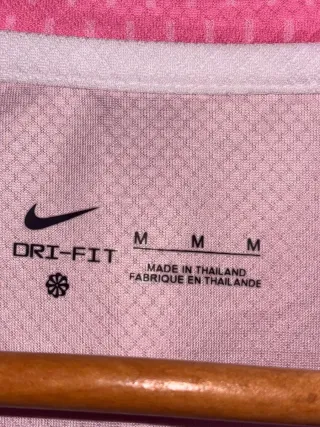 DRI-FIT
M M M
MADE IN THAILAND
FABRIQUE EN THAILANDE